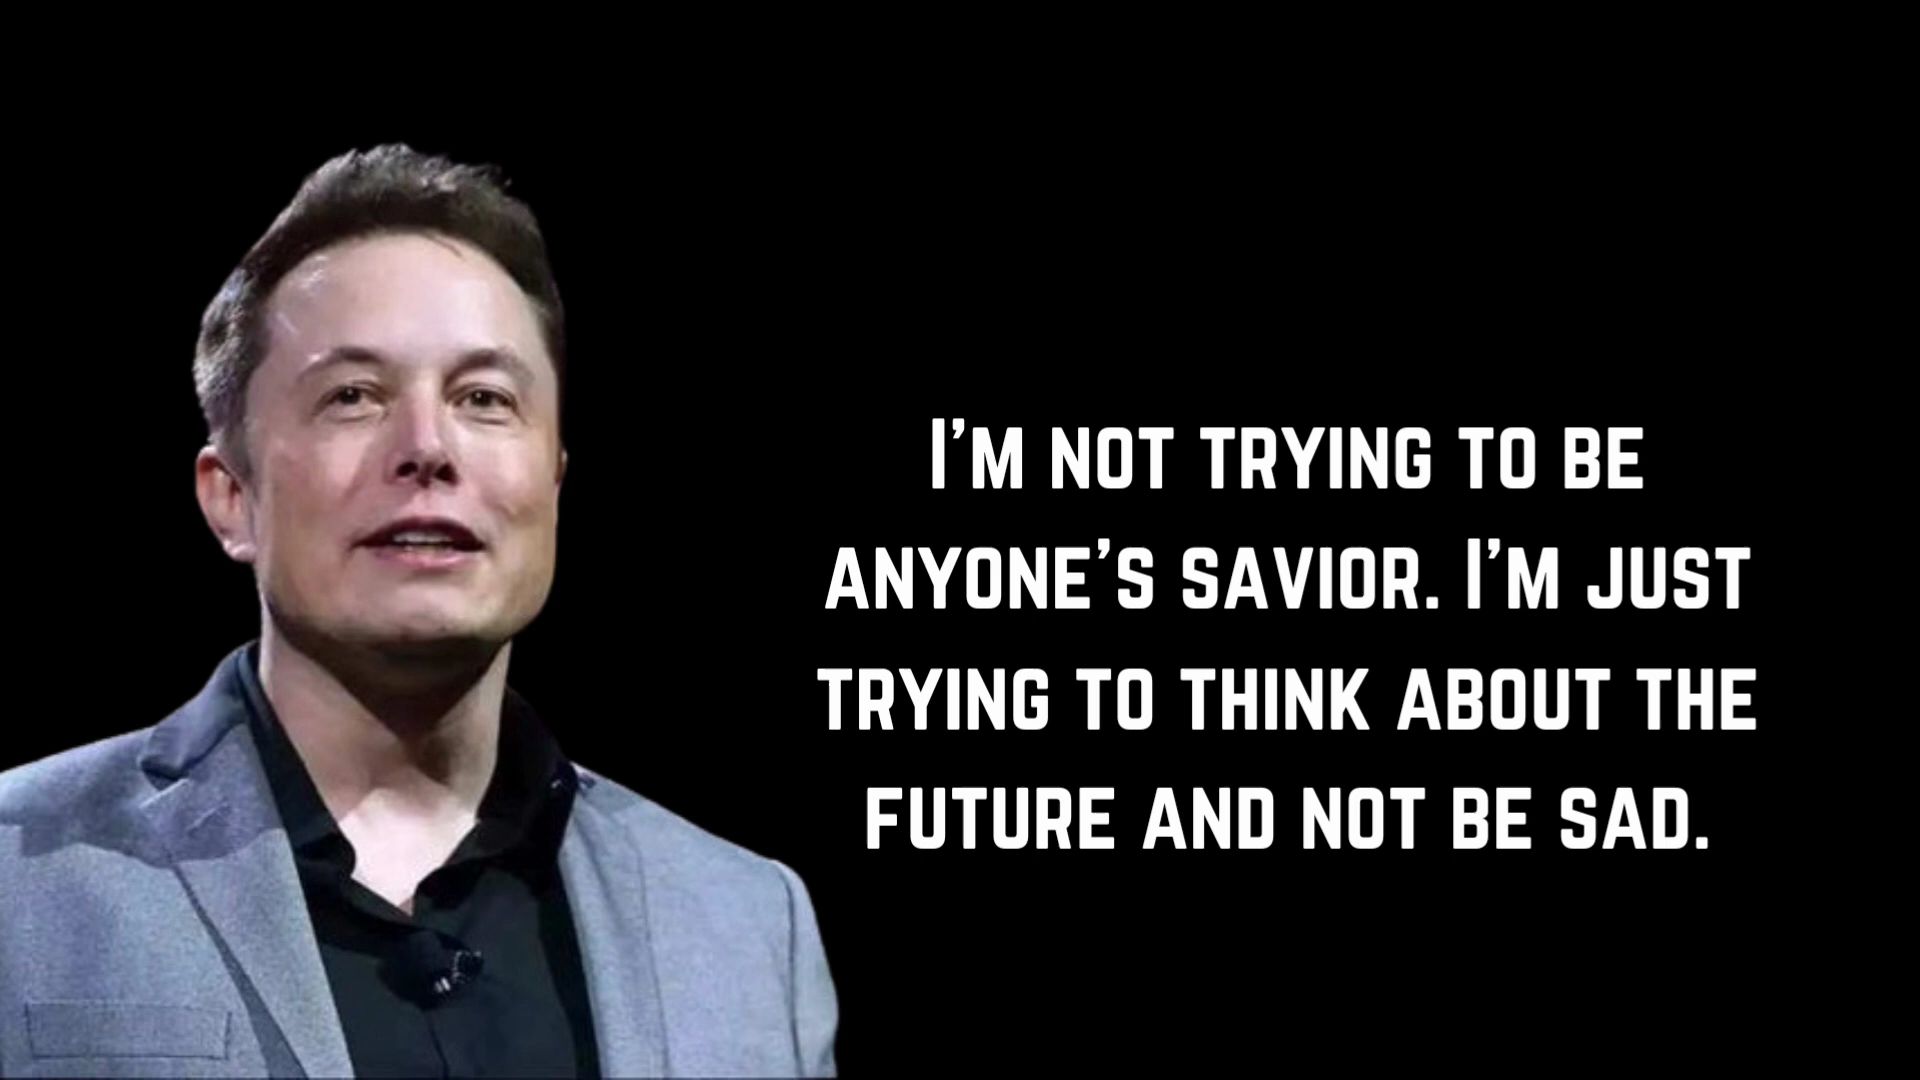 I'm not trying to be
anyone's savior. I'm just
trying to think about the
future and not be sad.